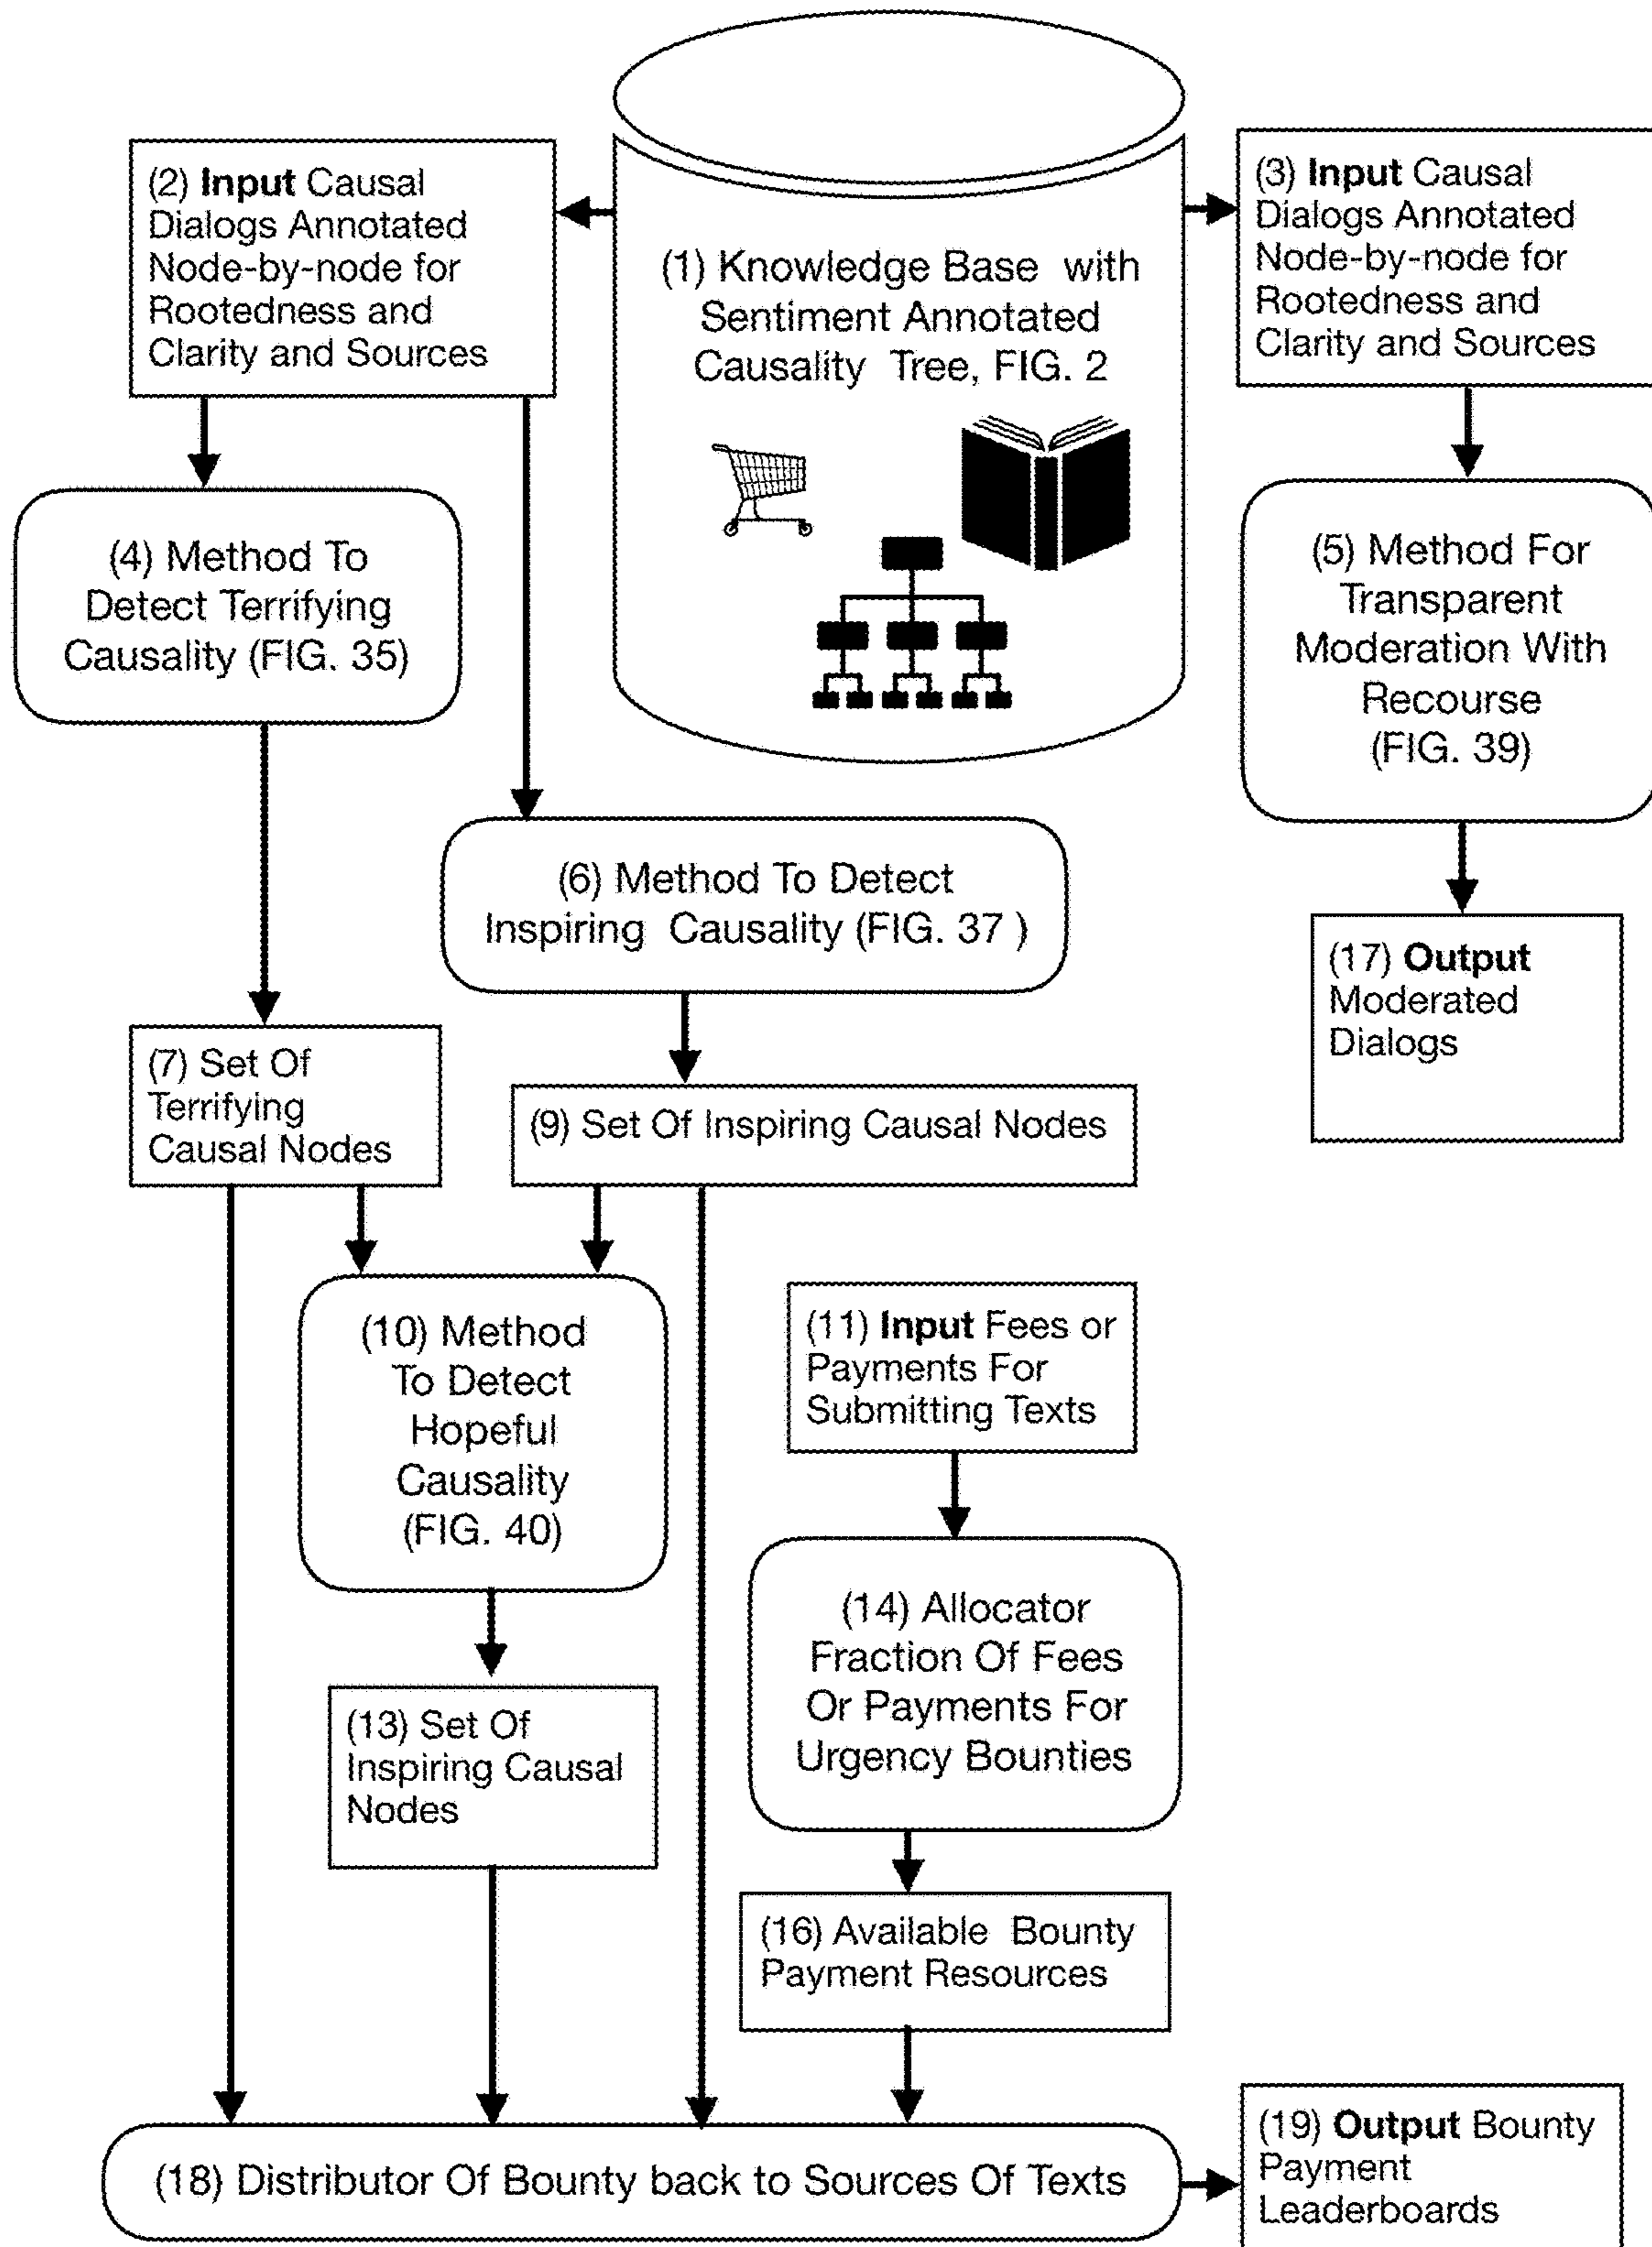 (2) Input Causal
Dialogs Annotated
Node-by-node for
Rootedness and
Clarity and Sources
(1) Knowledge Base with
Sentiment Annotated
Causality Tree, FIG. 2
(3) Input Causal
Dialogs Annotated
Node-by-node for
Rootedness and
Clarity and Sources
(4) Method To
Detect Terrifying
Causality (FIG. 35)
(5) Method For
Transparent
Moderation With
Recourse
(FIG. 39)
(6) Method To Detect
Inspiring Causality (FIG. 37 )
(17) Output
Moderated
Dialogs
(7) Set Of
Terrifying
Causal Nodes
(9) Set Of Inspiring Causal Nodes
(10) Method
To Detect
Hopeful
Causality
(FIG. 40)
(11) Input Fees or
Payments For
Submitting Texts
(14) Allocator
Fraction Of Fees
Or Payments For
Urgency Bounties
(13) Set Of
Inspiring Causal
Nodes
(16) Available Bounty
Payment Resources
(18) Distributor Of Bounty back to Sources Of Texts
(19) Output Bounty
Payment
Leaderboards